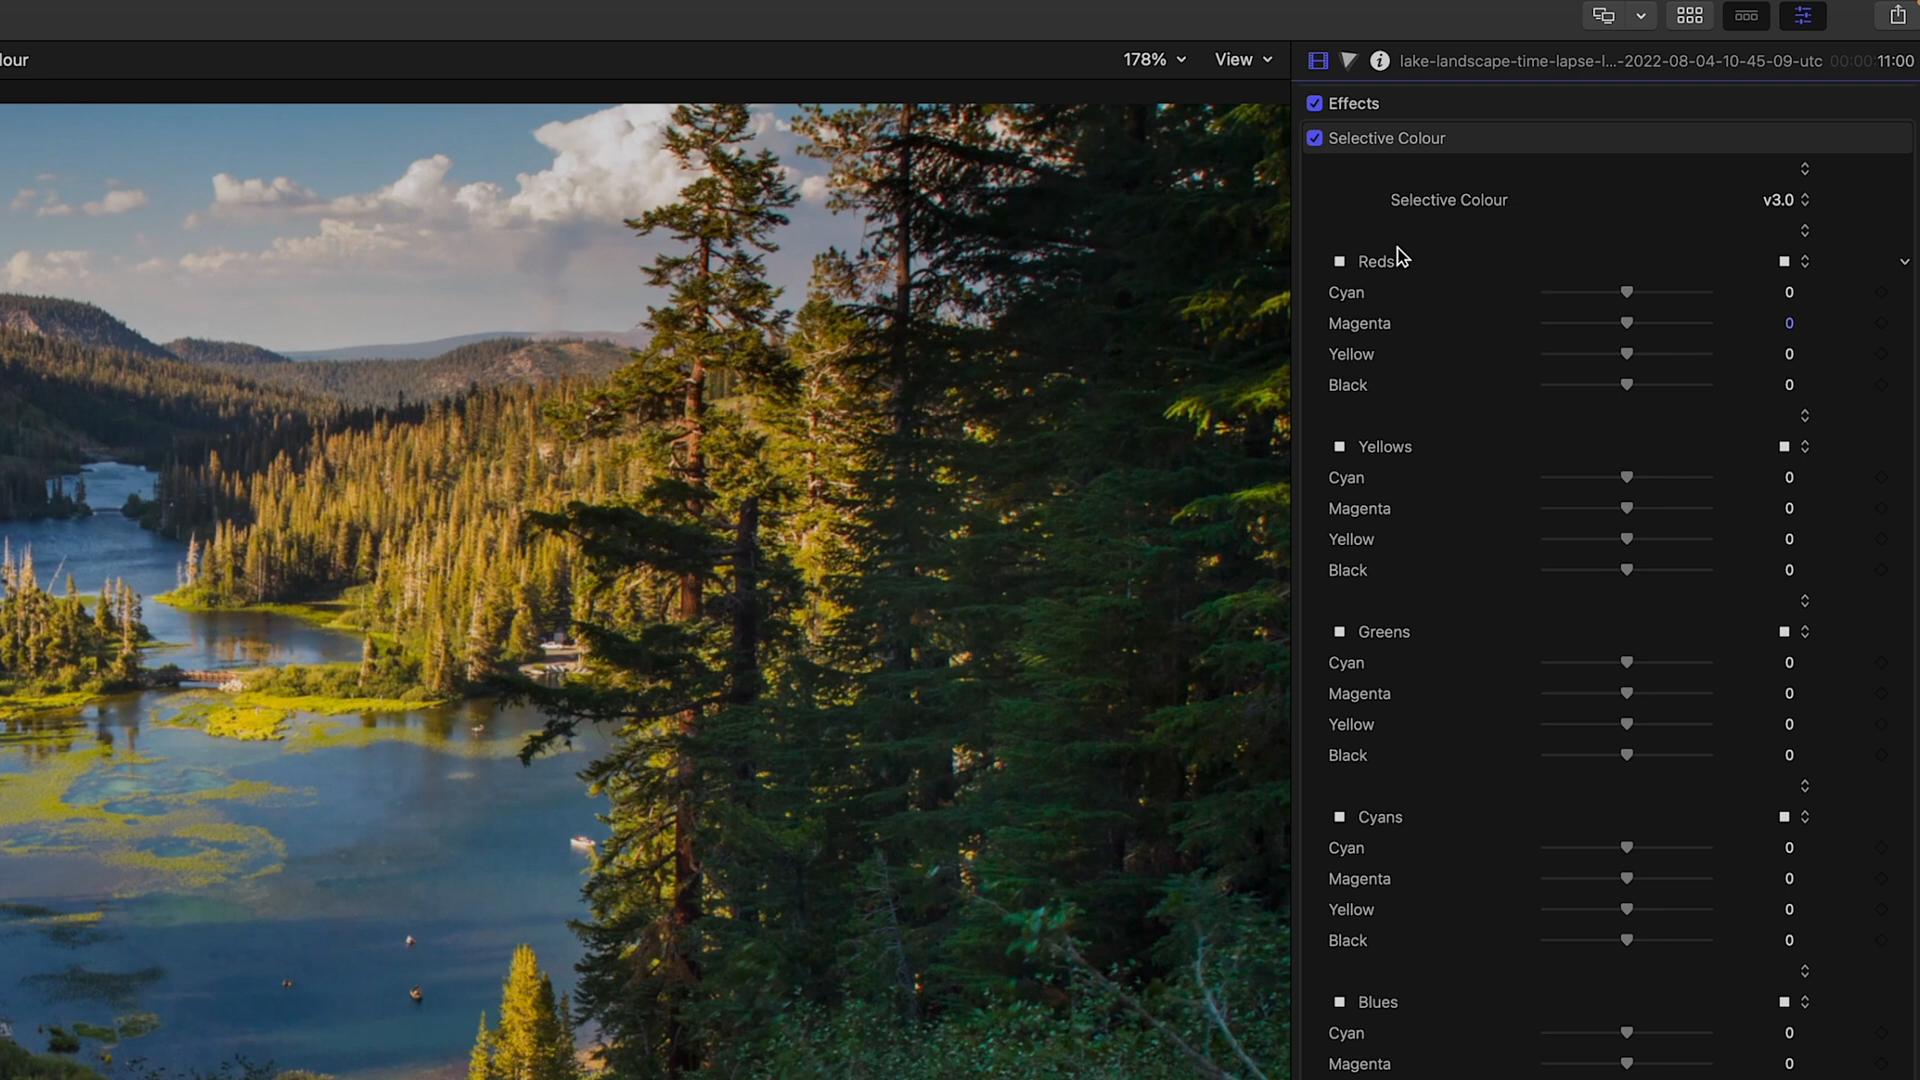 lour
178%
View
lake-landscape-time-lapse-l...-2022-08-04-10-45-09-utc 00:00:11:00
Effects
Selective Colour
Selective Colour v3.0
Reds
Cyan 0
Magenta 0
Yellow 0
Black 0
Yellows
Cyan 0
Magenta 0
Yellow 0
Black 0
Greens
Cyan 0
Magenta 0
Yellow 0
Black 0
Cyans
Cyan 0
Magenta 0
Yellow 0
Black 0
Blues
Cyan 0
Magenta 0